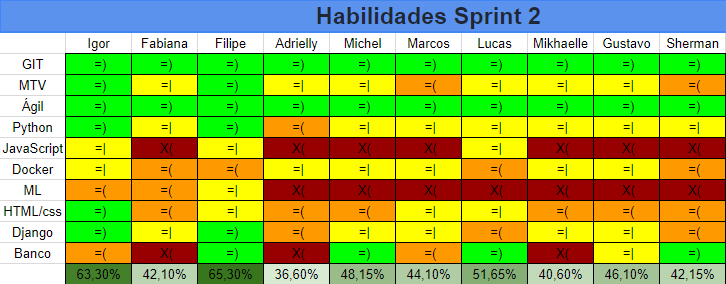 Habilidades Sprint 2
Igor Fabiana Filipe Adrielly Michel Marcos Lucas Mikhaelle Gustavo Sherman
GIT =) =) =) =) =) =) =) =) =) =)
MTV =) =| =) =| =| =( =| =| =| =(
Ágil =) =) =) =) =) =) =) =) =) =)
Python =) =| =) =( =| =| =| =| =| =|
JavaScript =| X( =| X( X( X( =| X( X( X(
Docker =| =( =( =| =| =| =( =| =| =(
ML =( =( =| X( X( X( X( X( X( X(
HTML/css =) =( =| =( =( =| =| =( =( =(
Django =) =| =) =( =| =| =( =| =| =(
Banco =( X( =) X( =) =( =) X( =| =)
63,30% 42,10% 65,30% 36,60% 48,15% 44,10% 51,65% 40,60% 46,10% 42,15%